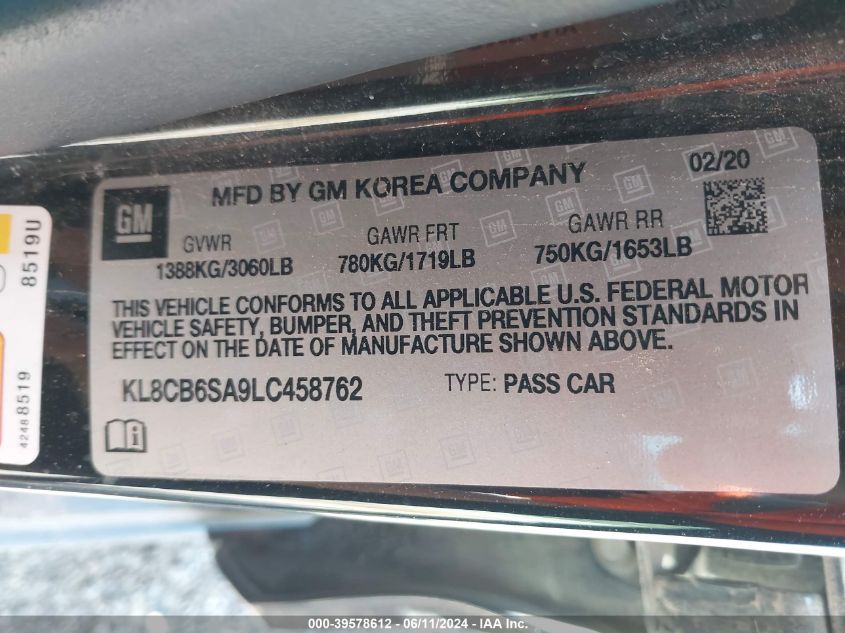 MFD BY GM KOREA COMPANY
02/20
GM
GVWR
GAWR FRT
GAWR RR
1388KG/3060LB
780KG/1719LB
750KG/1653LB
THIS VEHICLE CONFORMS TO ALL APPLICABLE U.S. FEDERAL MOTOR
VEHICLE SAFETY, BUMPER, AND THEFT PREVENTION STANDARDS IN
EFFECT ON THE DATE OF MANUFACTURE SHOWN ABOVE.
KL8CB6SA9LC458762
TYPE: PASS CAR
8519U
42488519
000-39578612 - 06/11/2024 - IAA Inc.